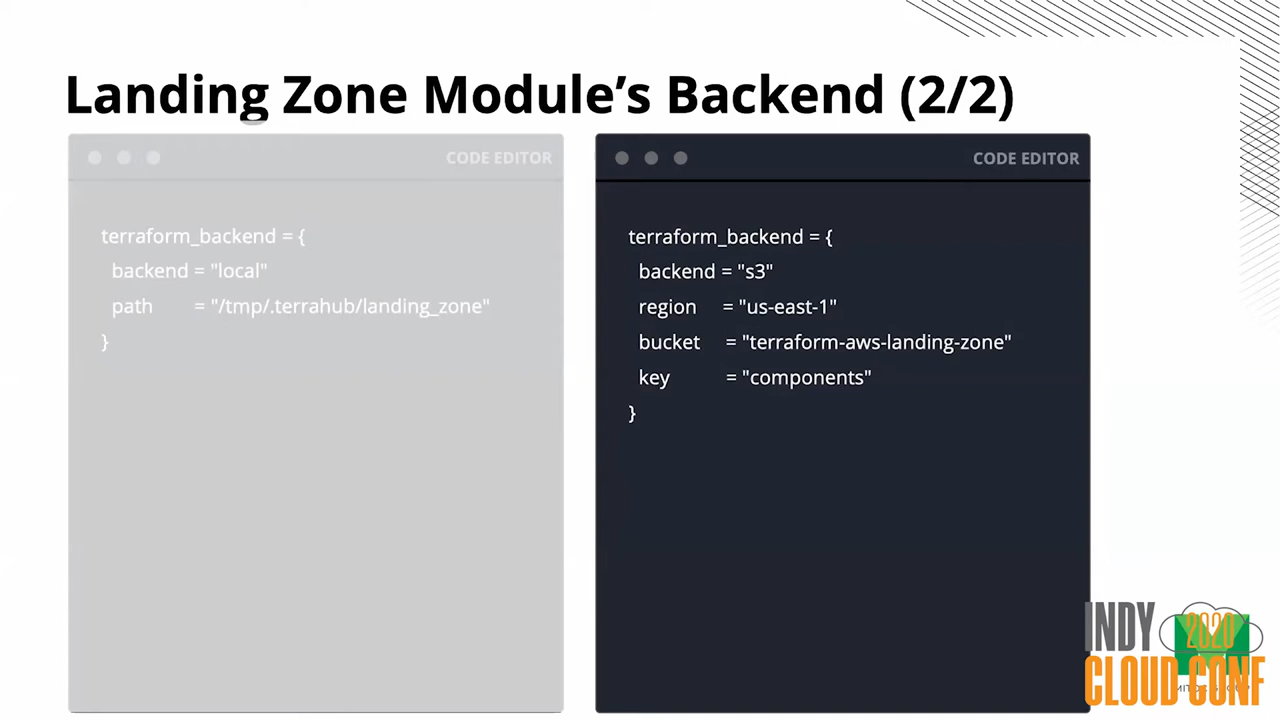 Landing Zone Module's Backend (2/2)
CODE EDITOR
terraform_backend = {
backend = "local"
path = "/tmp/.terrahub/landing_zone"
}
CODE EDITOR
terraform_backend = {
backend = "s3"
region = "us-east-1"
bucket = "terraform-aws-landing-zone"
key = "components"
}
INDY
2020
CLOUD CONF